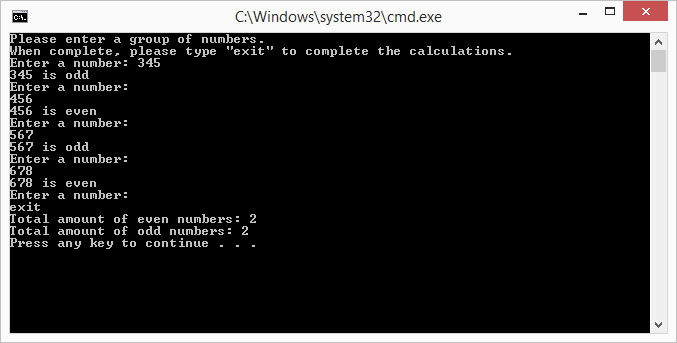 C:\Windows\system32\cmd.exe
Please enter a group of numbers.
When complete, please type "exit" to complete the calculations.
Enter a number: 345
345 is odd
Enter a number:
456
456 is even
Enter a number:
567
567 is odd
Enter a number:
678
678 is even
Enter a number:
exit
Total amount of even numbers: 2
Total amount of odd numbers: 2
Press any key to continue . . .